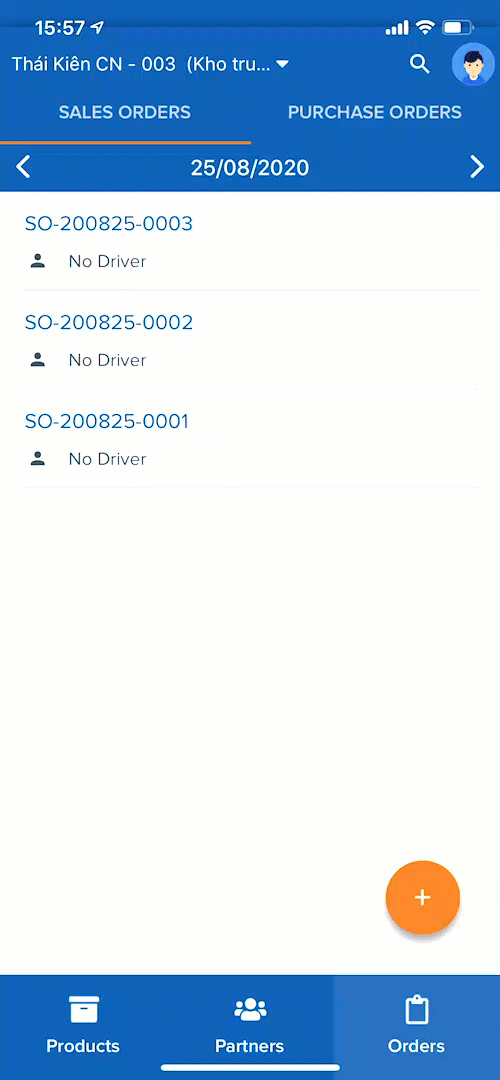 15:57
Thái Kiên CN - 003 (Kho tru...
SALES ORDERS
PURCHASE ORDERS
25/08/2020
SO-200825-0003
No Driver
SO-200825-0002
No Driver
SO-200825-0001
No Driver
+
Products
Partners
Orders